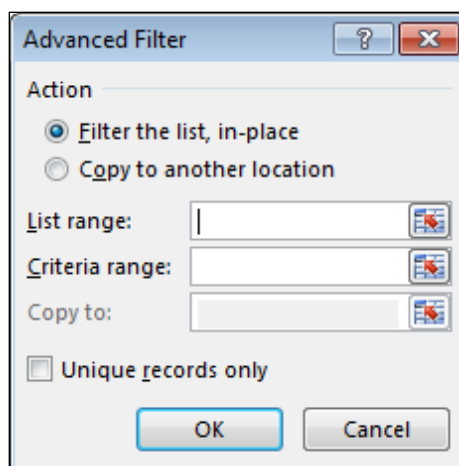 Advanced Filter ?
Action
Filter the list, in-place
Copy to another location
List range:
Criteria range:
Copy to:
Unique records only
OK Cancel